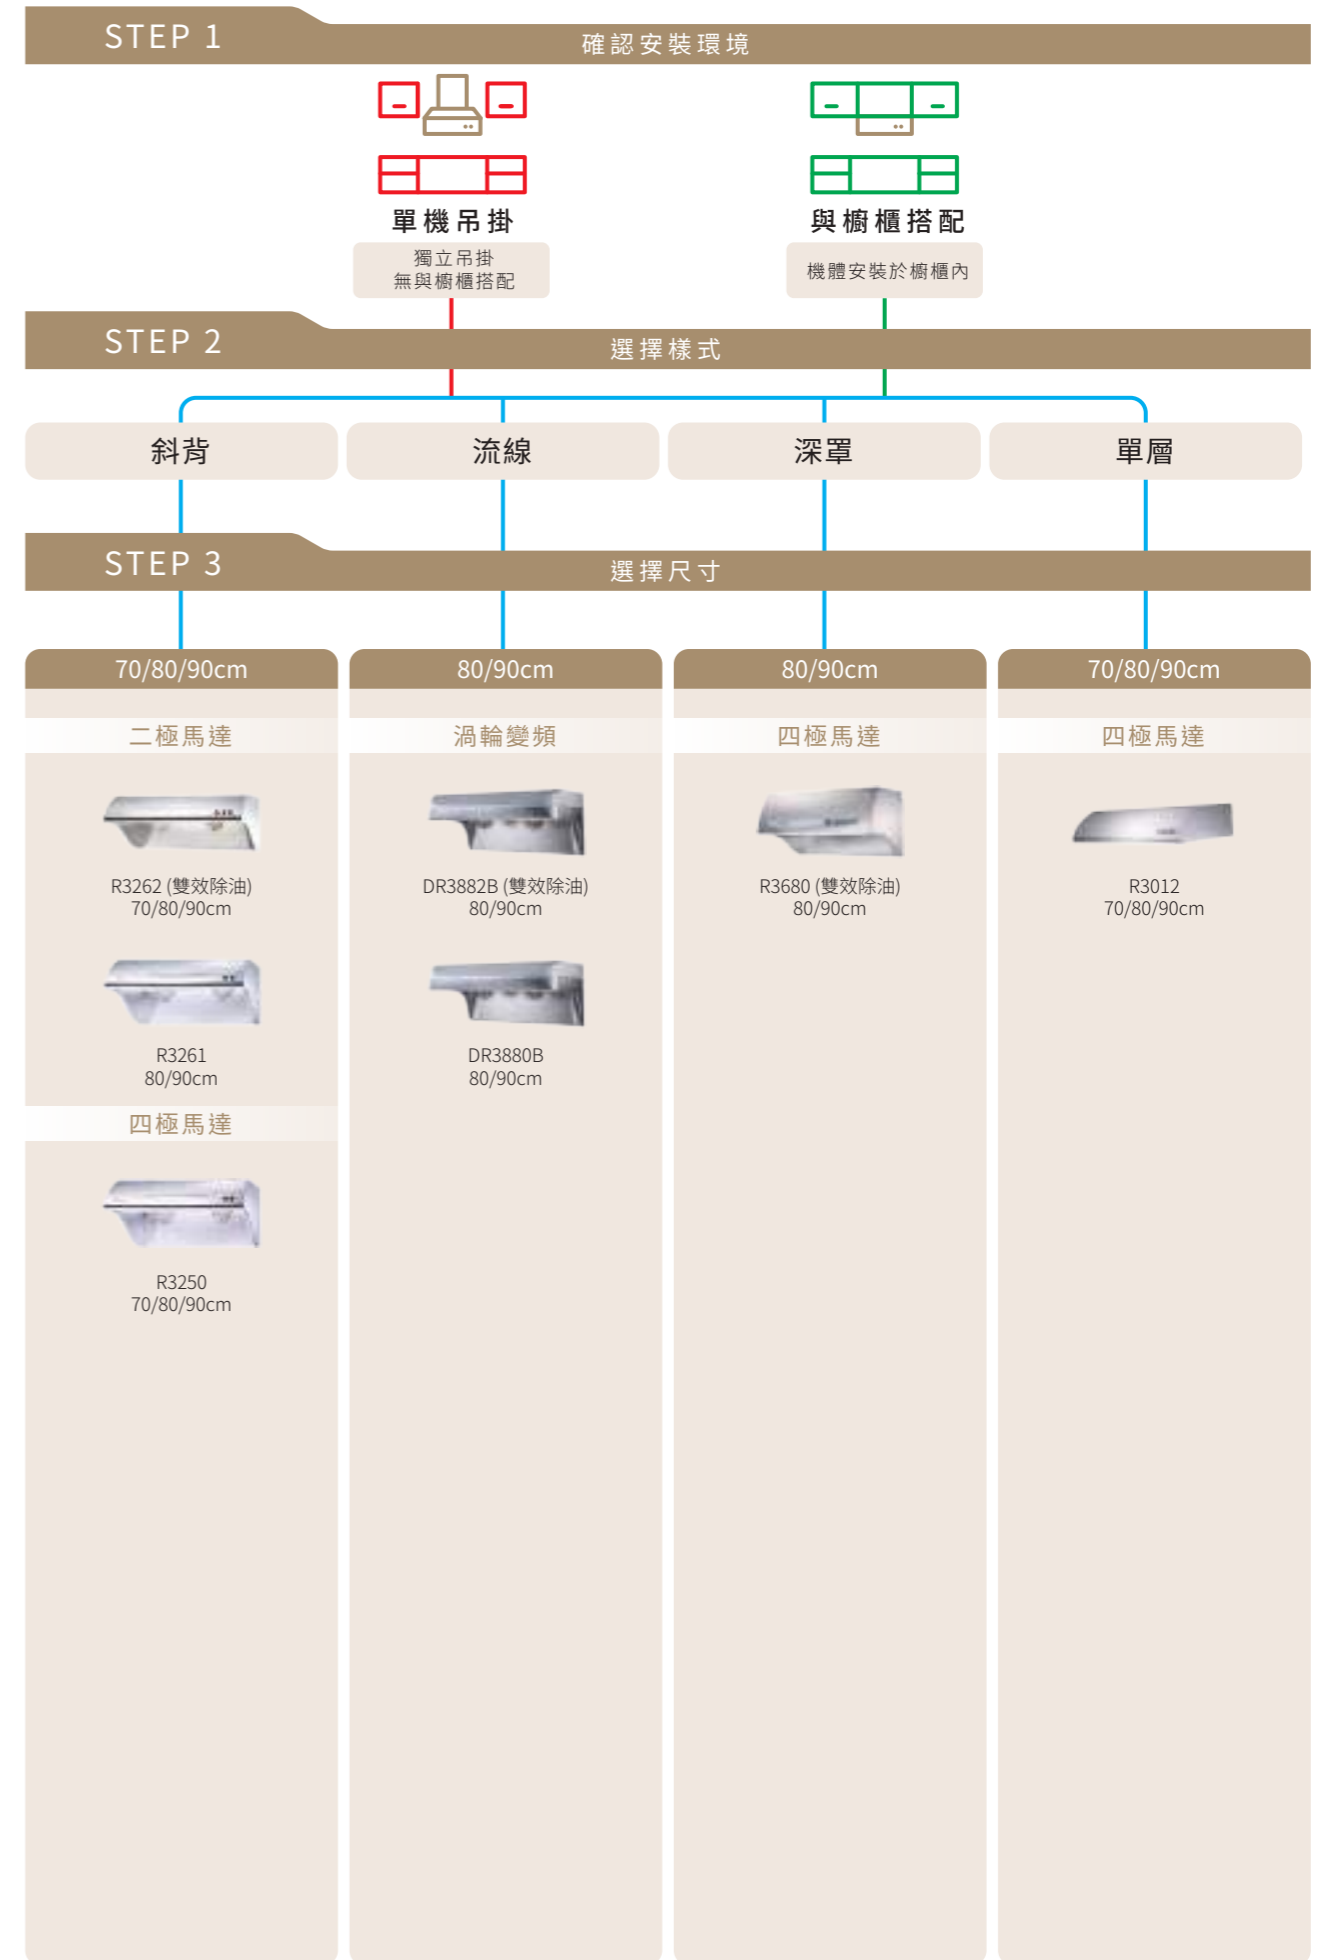 STEP 1
確認安裝環境
單機吊掛
獨立吊掛
無與櫥櫃搭配
與櫥櫃搭配
機體安裝於櫥櫃內
STEP 2
選擇樣式
斜背
流線
深罩
單層
STEP 3
選擇尺寸
70/80/90cm
二極馬達
R3262 (雙效除油)
70/80/90cm
R3261
80/90cm
四極馬達
R3250
70/80/90cm
80/90cm
渦輪變頻
DR3882B (雙效除油)
80/90cm
DR3880B
80/90cm
80/90cm
四極馬達
R3680 (雙效除油)
80/90cm
70/80/90cm
四極馬達
R3012
70/80/90cm